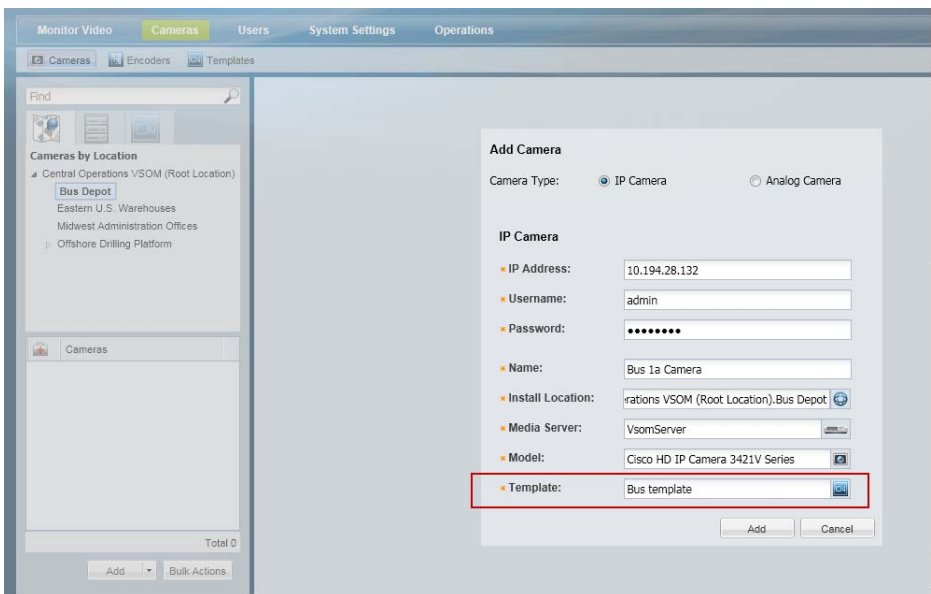 Monitor Video Cameras Users System Settings Operations
Cameras Encoders Templates
Find
Cameras by Location
Central Operations VSOM (Root Location)
Bus Depot
Eastern U.S. Warehouses
Midwest Administration Offices
Offshore Drilling Platform
Cameras
Total 0
Add Bulk Actions
Add Camera
Camera Type: IP Camera Analog Camera
IP Camera
IP Address: 10.194.28.132
Username: admin
Password: ••••••••
Name: Bus 1a Camera
Install Location: erations VSOM (Root Location).Bus Depot
Media Server: VsomServer
Model: Cisco HD IP Camera 3421V Series
Template: Bus template
Add Cancel